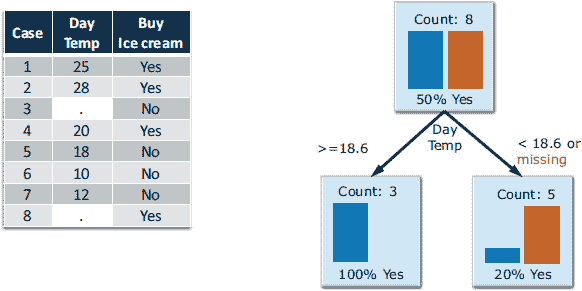 Case Day Temp Buy Ice cream
1 25 Yes
2 28 Yes
3 . No
4 20 Yes
5 18 No
6 10 No
7 12 No
8 . Yes
Count: 8
50% Yes
Day
Temp
>=18.6
< 18.6 or
missing
Count: 3
100% Yes
Count: 5
20% Yes